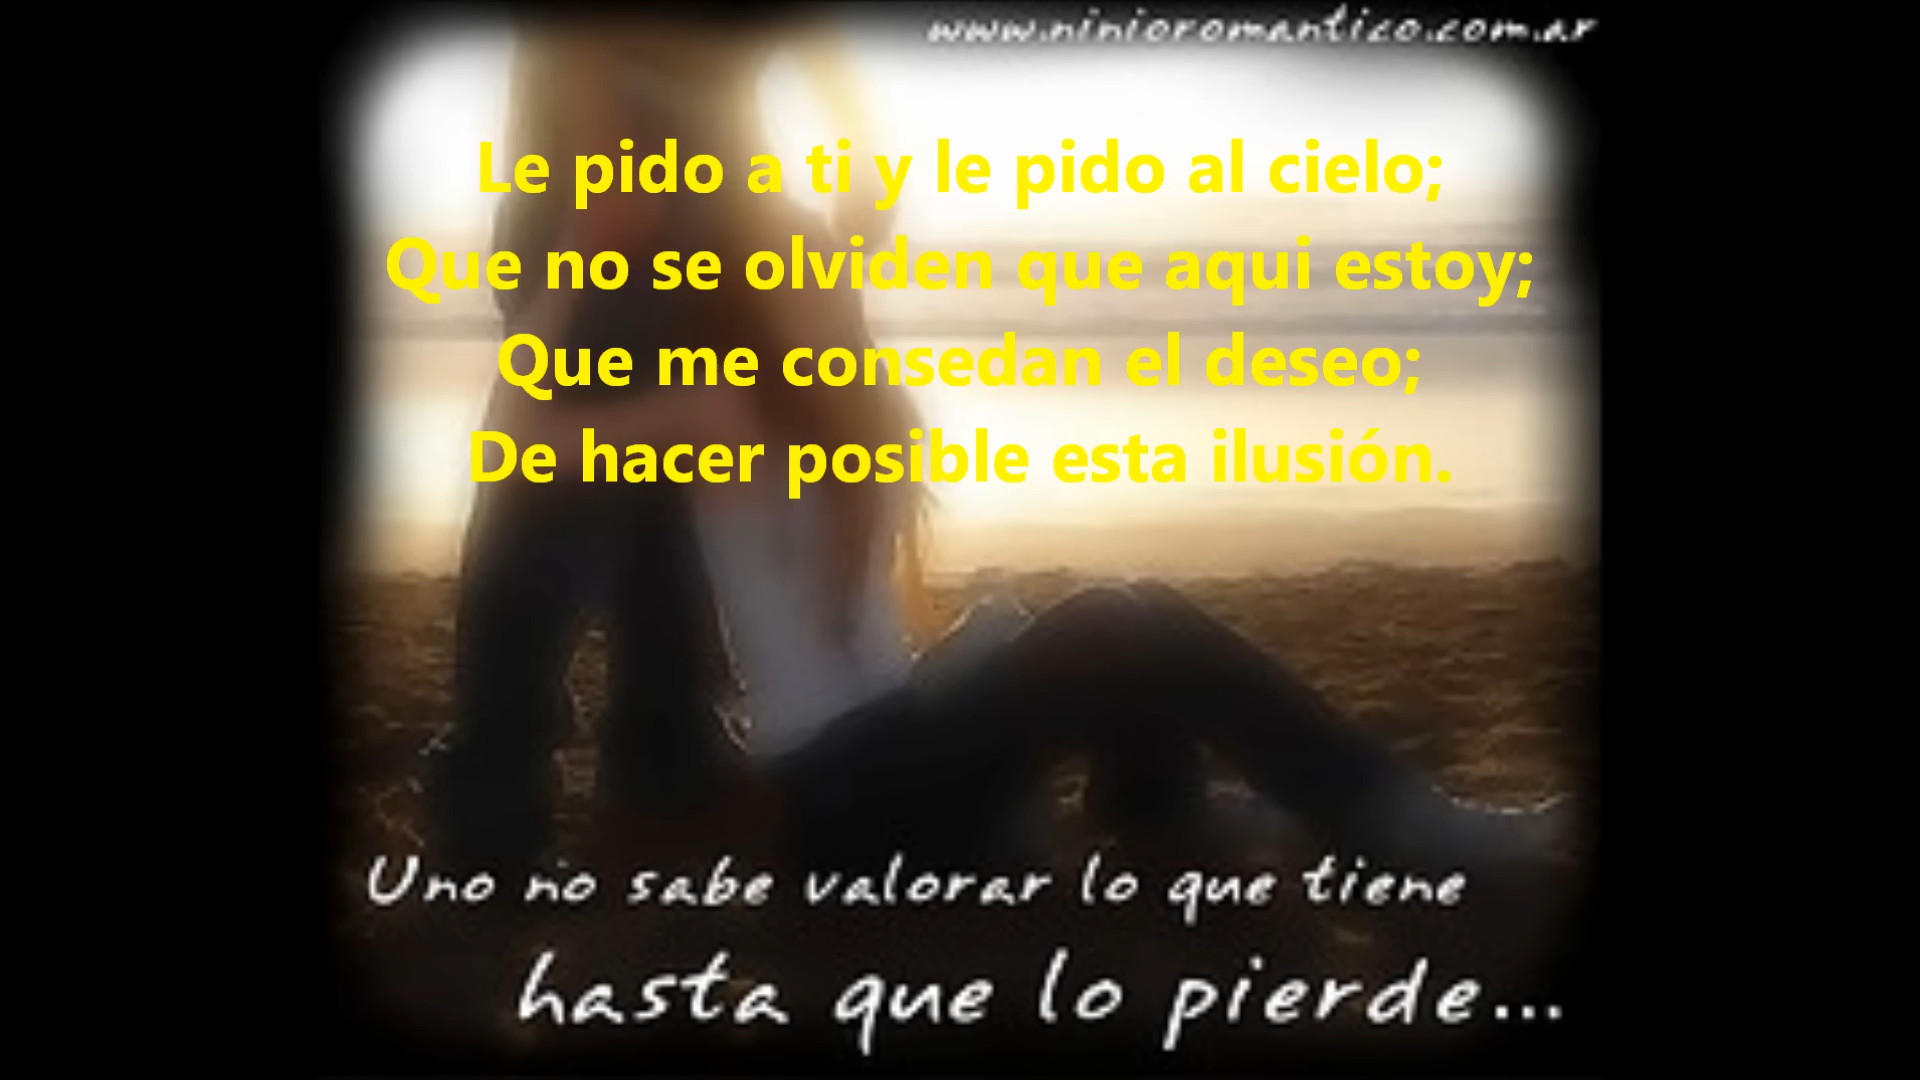 www.ninioromantico.com.ar
Le pido a ti y le pido al cielo;
Que no se olviden que aqui estoy;
Que me consedan el deseo;
De hacer posible esta ilusión.
Uno no sabe valorar lo que tiene
hasta que lo pierde...